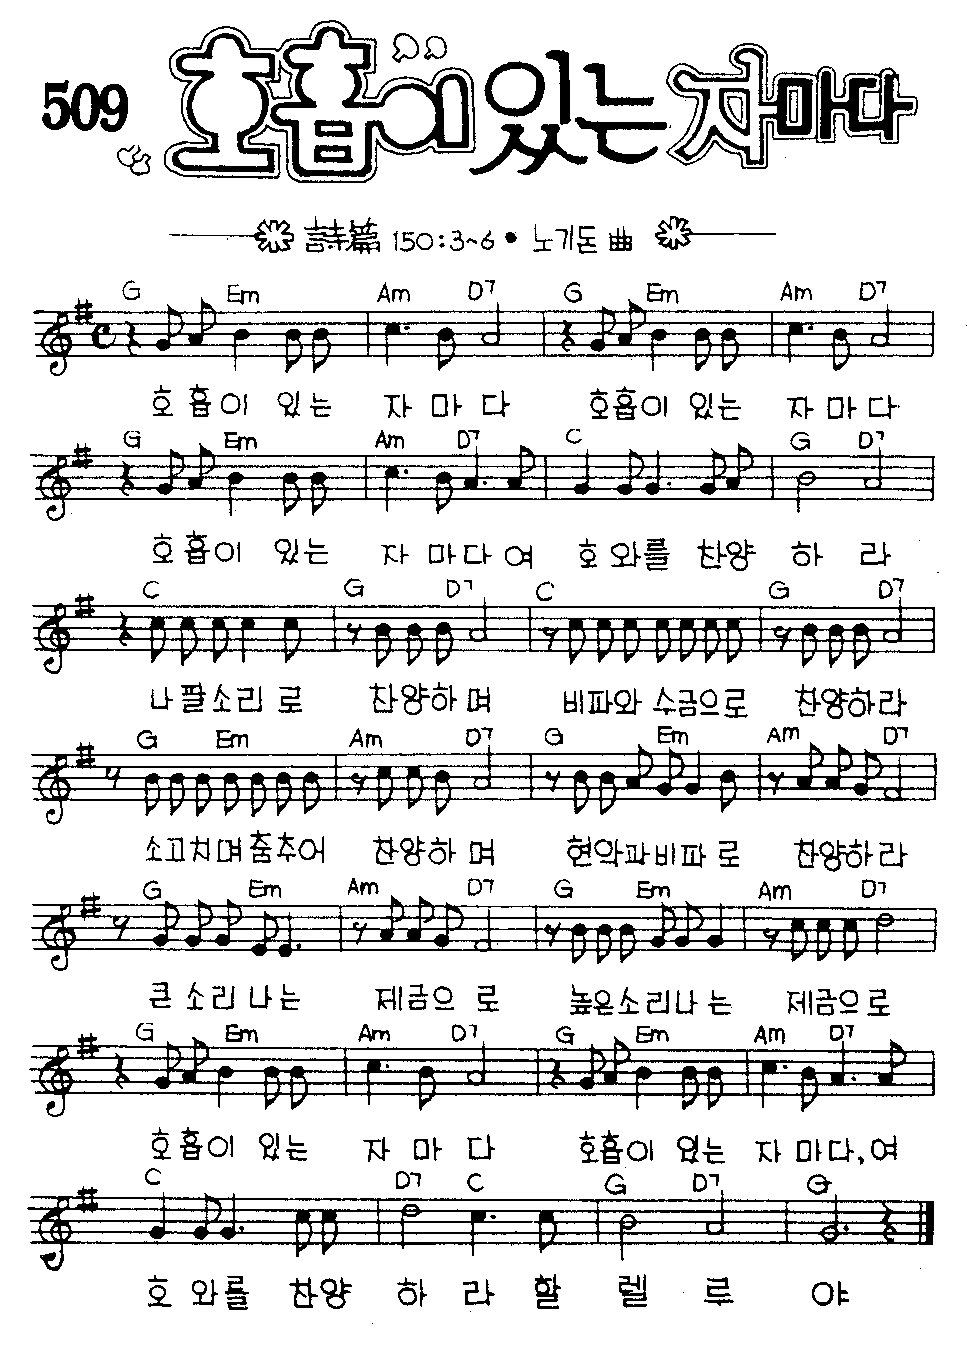 509 호흡이 있는 자마다
詩篇 150:3~6 • 노기돈 曲
G Em Am D7 G Em Am D7
호흡이 있는 자마다 호흡이 있는 자마다
G Em Am D7 C G D7
호흡이 있는 자마다여 호와를 찬양 하 라
C G D7 C G D7
나팔소리로 찬양하며 비파와 수금으로 찬양하라
G Em Am D7 G Em Am D7
소고치며춤추어 찬양하며 현악파비파로 찬양하라
G Em Am D7 G Em Am D7
큰소리나는 제금으로 높은소리나는 제금으로
G Em Am D7 G Em Am D7
호흡이 있는 자마다 호흡이 있는 자마다,여
C D7 C G D7 G
호 와를 찬양 하 라 할 렐 루 야